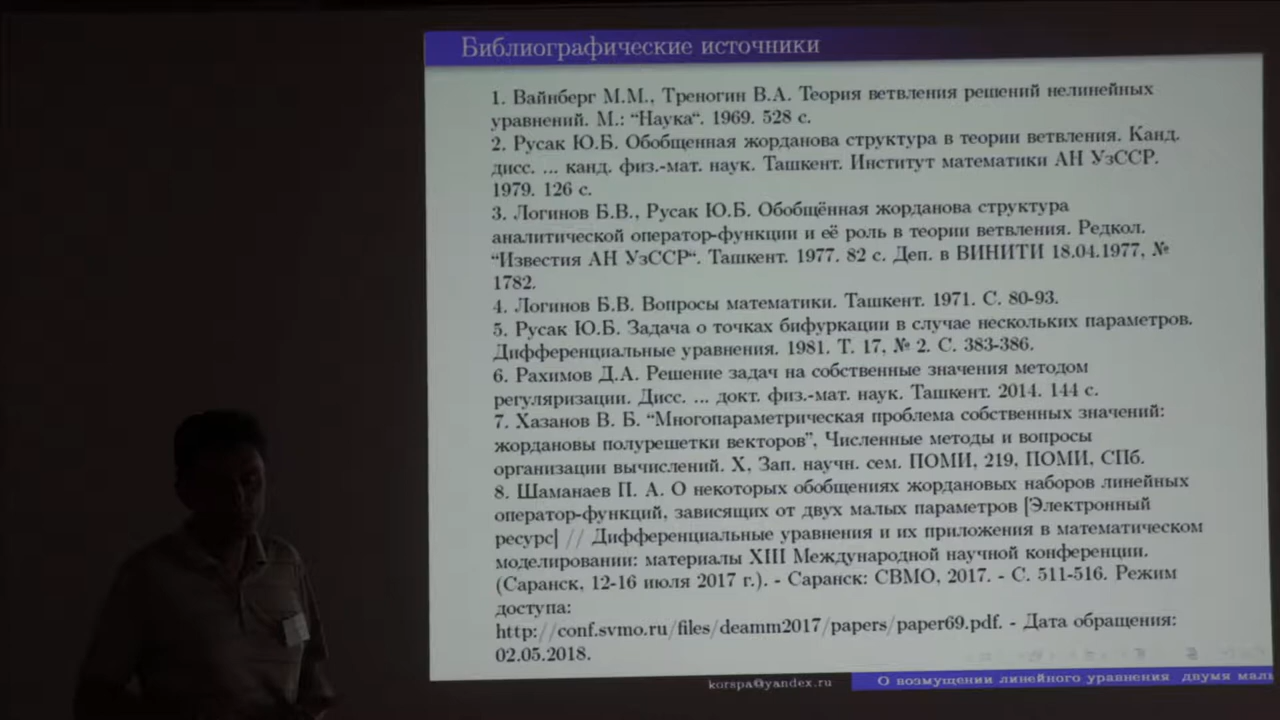 Библиографические источники
1. Вайнберг М.М., Треногин В.А. Теория ветвления решений нелинейных
уравнений. М.: “Наука“. 1969. 528 с.
2. Русак Ю.Б. Обобщенная жорданова структура в теории ветвления. Канд.
дисс. ... канд. физ.-мат. наук. Ташкент. Институт математики АН УзССР.
1979. 126 с.
3. Логинов Б.В., Русак Ю.Б. Обобщённая жорданова структура
аналитической оператор-функции и её роль в теории ветвления. Редкол.
“Известия АН УзССР“. Ташкент. 1977. 82 с. Деп. в ВИНИТИ 18.04.1977, №
1782.
4. Логинов Б.В. Вопросы математики. Ташкент. 1971. С. 80-93.
5. Русак Ю.Б. Задача о точках бифуркации в случае нескольких параметров.
Дифференциальные уравнения. 1981. Т. 17, № 2. С. 383-386.
6. Рахимов Д.А. Решение задач на собственные значения методом
регуляризации. Дисс. ... докт. физ.-мат. наук. Ташкент. 2014. 144 с.
7. Хазанов В. Б. “Многопараметрическая проблема собственных значений:
жордановы полурешетки векторов”, Численные методы и вопросы
организации вычислений. X, Зап. научн. сем. ПОМИ, 219, ПОМИ, СПб.
8. Шаманаев П. А. О некоторых обобщениях жордановых наборов линейных
оператор-функций, зависящих от двух малых параметров [Электронный
ресурс] // Дифференциальные уравнения и их приложения в математическом
моделировании: материалы XIII Международной научной конференции.
(Саранск, 12-16 июля 2017 г.). - Саранск: СВМО, 2017. - С. 511-516. Режим
доступа:
http://conf.svmo.ru/files/deamm2017/papers/paper69.pdf. - Дата обращения:
02.05.2018.
korspa@yandex.ru
О возмущении линейного уравнения двумя мал